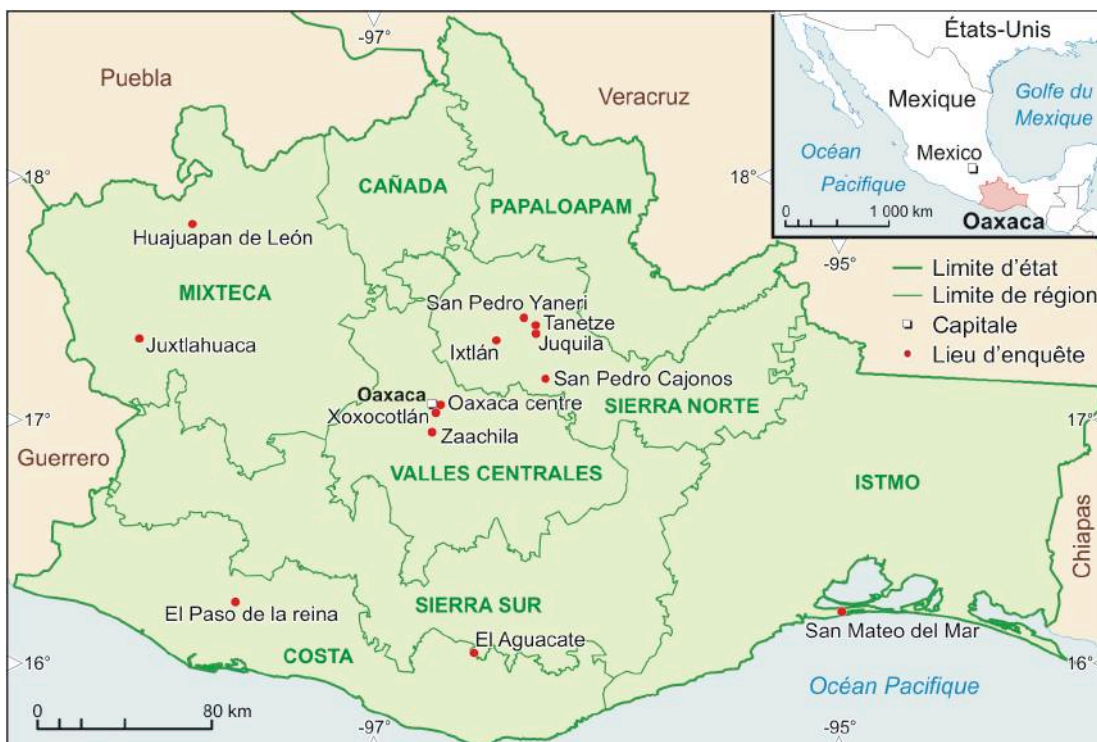 -97°
Puebla
Veracruz
États-Unis
Golfe du
Mexique
Mexique
Mexico
Océan
Pacifique
0 1 000 km
Oaxaca
18°
18°
CAÑADA
PAPALOAPAM
Huajuapan de León
MIXTECA
-95°
Limite d'état
Limite de région
Capitale
Lieu d'enquête
San Pedro Yaneri
Tanetze
Juquila
Ixtlán
Juxtlahuaca
San Pedro Cajonos
Oaxaca
Oaxaca centre
Xoxocotlán
SIERRA NORTE
Zaachila
17°
17°
Guerrero
VALLES CENTRALES
ISTMO
Chiapas
El Paso de la reina
SIERRA SUR
San Mateo del Mar
El Aguacate
COSTA
16°
16°
Océan Pacifique
0 80 km
-97°
-95°